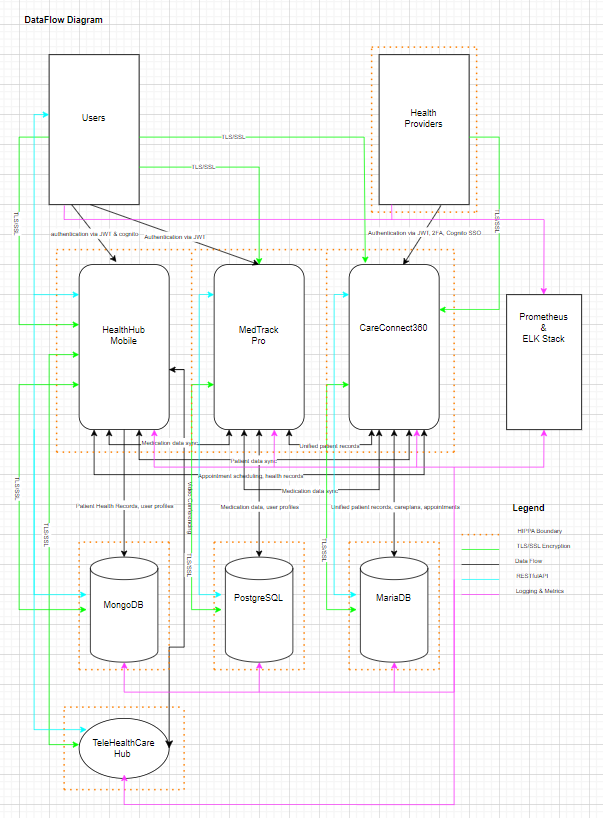 DataFlow Diagram
Users
Health
Providers
TLS/SSL
TLS/SSL
TLS/SSL
TLS/SSL
authentication via JWT & cognito
Authentication via JWT
Authentication via JWT, 2FA, Cognito SSO
HealthHub
Mobile
MedTrack
Pro
CareConnect360
Prometheus
&
ELK Stack
Medication data sync
Unified patient records
Patient data sync
Appointment scheduling, health records
Medication data sync
TLS/SSL
Video Conferencing
Patient Health Records, user profiles
Medication data, user profiles
Unified patient records, careplans, appointments
TLS/SSL
TLS/SSL
TLS/SSL
Legend
HIPPA Boundary
TLS/SSL Encryption
Data Flow
RESTfulAPI
Logging & Metrics
MongoDB
PostgreSQL
MariaDB
TeleHealthCare
Hub